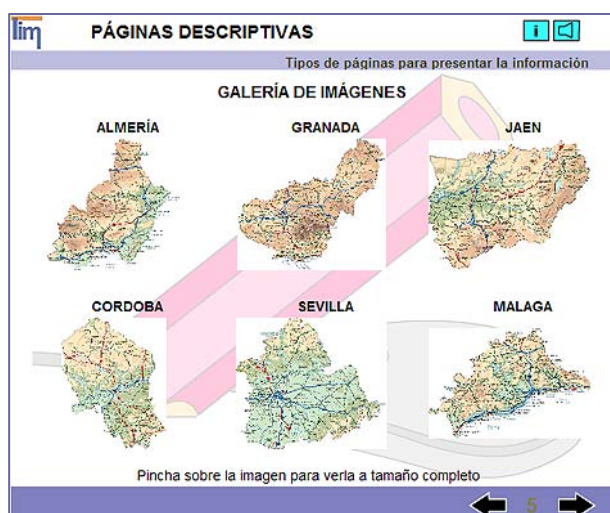 Tim
PÁGINAS DESCRIPTIVAS
i
Tipos de páginas para presentar la información
GALERÍA DE IMÁGENES
ALMERÍA GRANADA JAEN
CORDOBA SEVILLA MALAGA
Pincha sobre la imagen para verla a tamaño completo
5